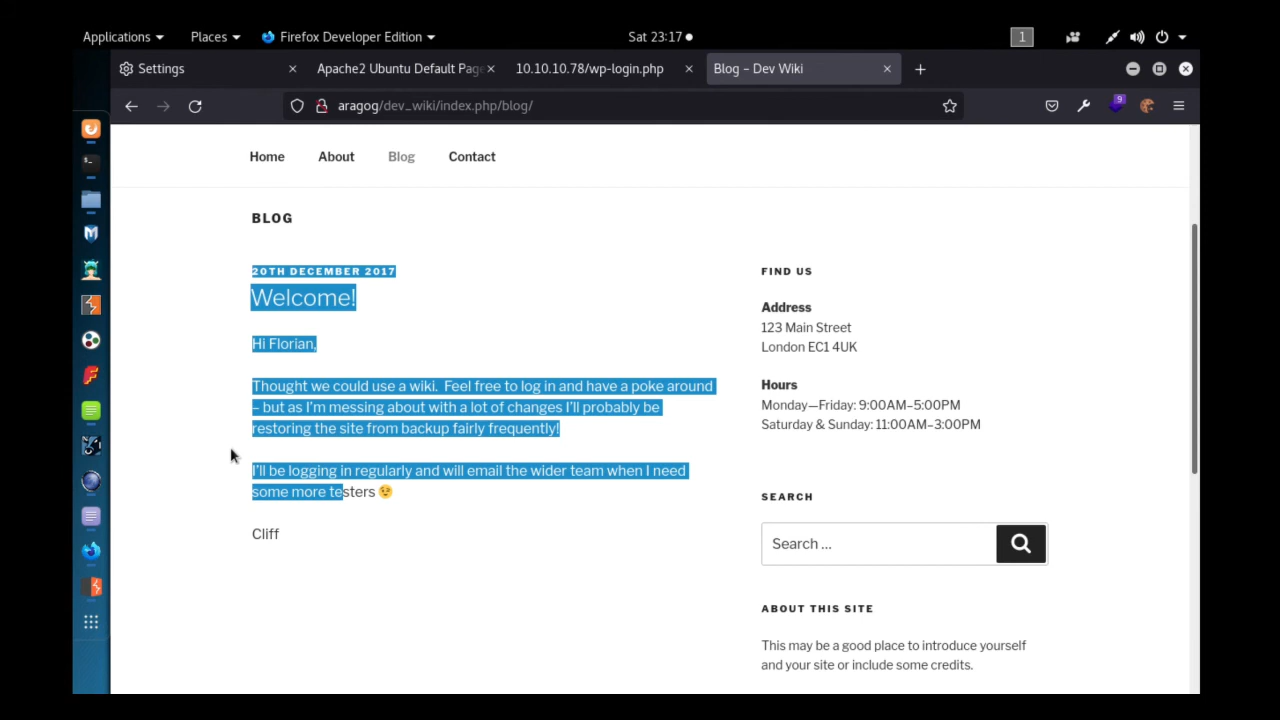 Applications
Places
Firefox Developer Edition
Sat 23:17
1
Settings
Apache2 Ubuntu Default Page
10.10.10.78/wp-login.php
Blog – Dev Wiki
aragog/dev_wiki/index.php/blog/
9
Home
About
Blog
Contact
BLOG
20TH DECEMBER 2017
Welcome!
Hi Florian,
Thought we could use a wiki.  Feel free to log in and have a poke around
– but as I'm messing about with a lot of changes I'll probably be
restoring the site from backup fairly frequently!
I'll be logging in regularly and will email the wider team when I need
some more testers 😉
Cliff
FIND US
Address
123 Main Street
London EC1 4UK
Hours
Monday—Friday: 9:00AM–5:00PM
Saturday & Sunday: 11:00AM–3:00PM
SEARCH
Search …
ABOUT THIS SITE
This may be a good place to introduce yourself
and your site or include some credits.